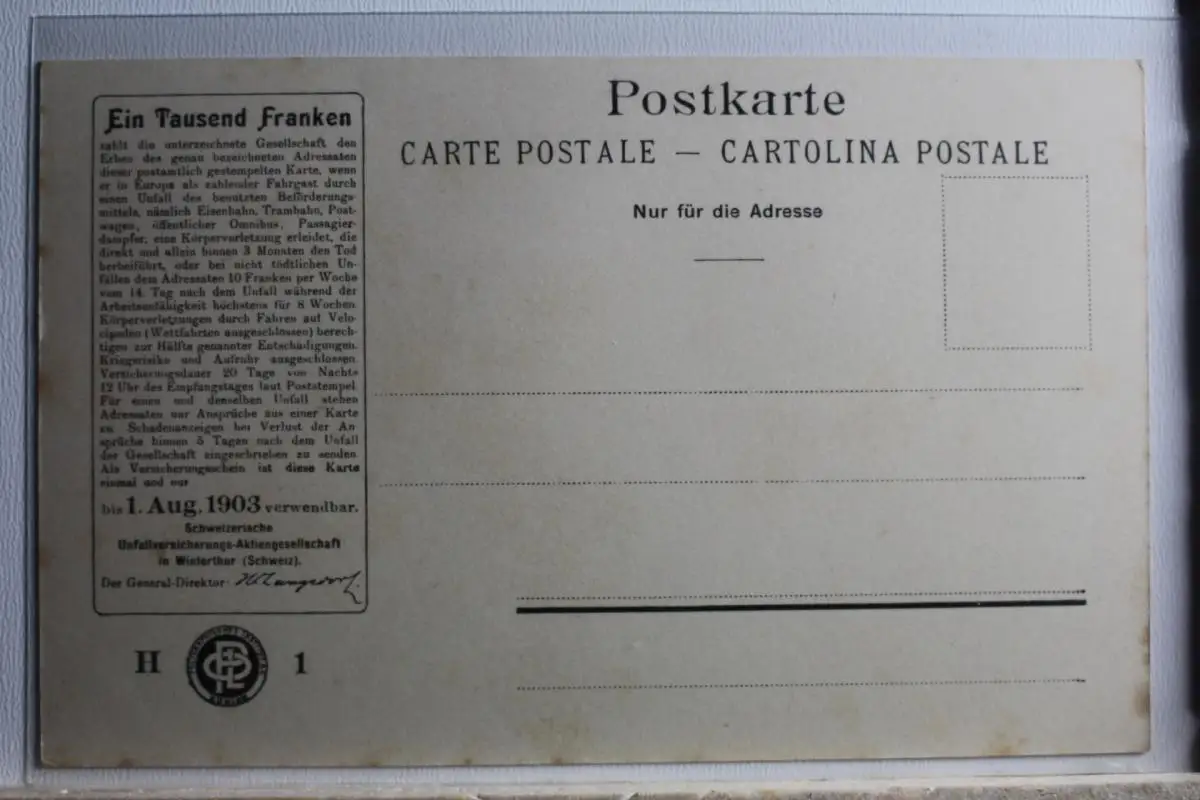 Ein Tausend Franken
zahlt die unterzeichnete Gesellschaft den
Erben des genau bezeichneten Adressaten
dieser postamtlich gestempelten Karte, wenn
er in Europa als zahlender Fahrgast durch
einen Unfall des benutzten Beförderungs-
mittels, nämlich Eisenbahn, Trambahn, Post-
wagen, öffentlicher Omnibus, Passagier-
dampfer, eine Körperverletzung erleidet, die
direkt und allein binnen 3 Monaten den Tod
herbeiführt, oder bei nicht tödtlichen Un-
fällen dem Adressaten 10 Franken per Woche
vom 14. Tag nach dem Unfall während der
Arbeitsunfähigkeit höchstens für 8 Wochen.
Körperverletzungen durch Fahren auf Velo-
cipeden (Wettfahrten ausgeschlossen) berech-
tigen zur Hälfte genannter Entschädigungen.
Kriegsrisiko und Aufruhr ausgeschlossen.
Versicherungsdauer 20 Tage von Nachts
12 Uhr des Empfangstages laut Poststempel.
Für einen und denselben Unfall stehen
Adressaten nur Ansprüche aus einer Karte
zu. Schadenanzeigen bei Verlust der An-
sprüche binnen 5 Tagen nach dem Unfall
der Gesellschaft eingeschrieben zu senden.
Als Versicherungsschein ist diese Karte
einmal und nur
bis 1. Aug. 1903 verwendbar.
Schweizerische
Unfallversicherungs-Aktiengesellschaft
in Winterthur (Schweiz).
Der General-Direktor:
H 1
Postkarte
CARTE POSTALE — CARTOLINA POSTALE
Nur für die Adresse